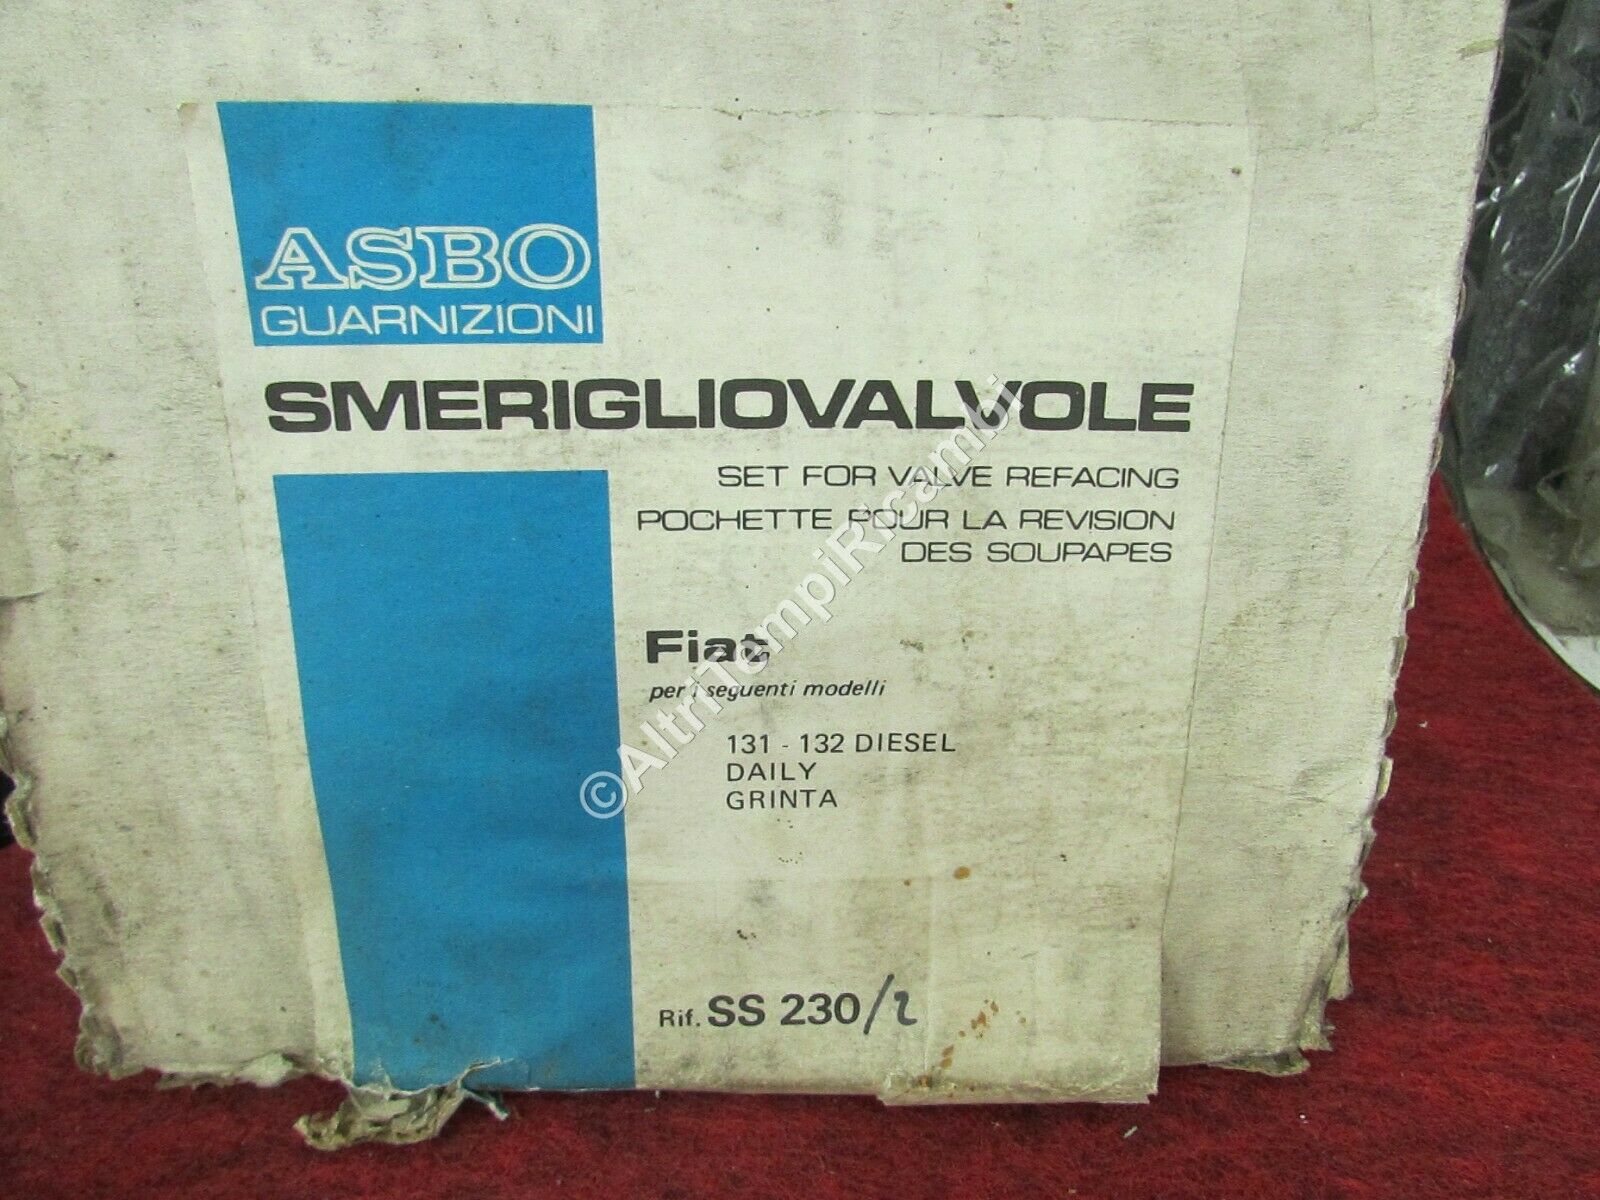 ASBO
GUARNIZIONI
SMERIGLIOVALVOLE
SET FOR VALVE REFACING
POCHETTE POUR LA REVISION
DES SOUPAPES
Fiat
per i seguenti modelli
131 - 132 DIESEL
DAILY
GRINTA
Rif. SS 230/2
©AltriTempiRicambi